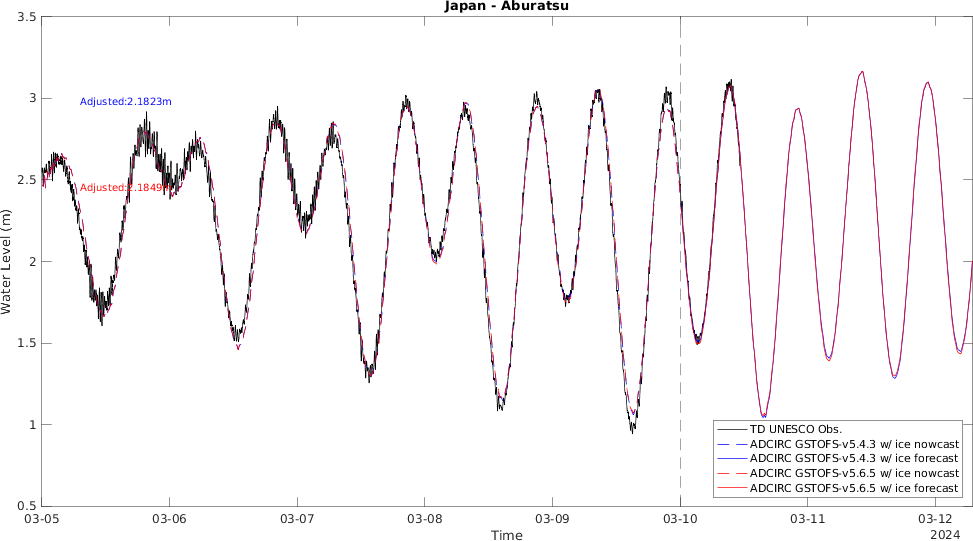 Japan - Aburatsu
3.5
3
2.5
2
1.5
1
0.5
Water Level (m)
Adjusted:2.1823m
Adjusted:2.1849m
TD UNESCO Obs.
ADCIRC GSTOFS-v5.4.3 w/ ice nowcast
ADCIRC GSTOFS-v5.4.3 w/ ice forecast
ADCIRC GSTOFS-v5.6.5 w/ ice nowcast
ADCIRC GSTOFS-v5.6.5 w/ ice forecast
03-05 03-06 03-07 03-08 03-09 03-10 03-11 03-12
Time
2024